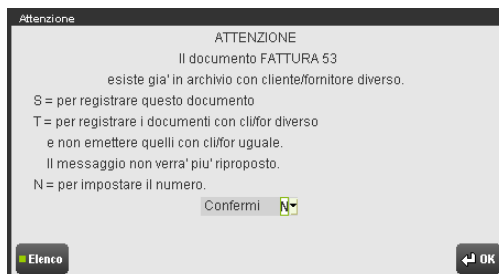 Attenzione
ATTENZIONE
Il documento FATTURA 53
esiste gia' in archivio con cliente/fornitore diverso.
S = per registrare questo documento
T = per registrare i documenti con cli/for diverso
e non emettere quelli con cli/for uguale.
Il messaggio non verra' piu' riproposto.
N = per impostare il numero.
Confermi N
Elenco
OK